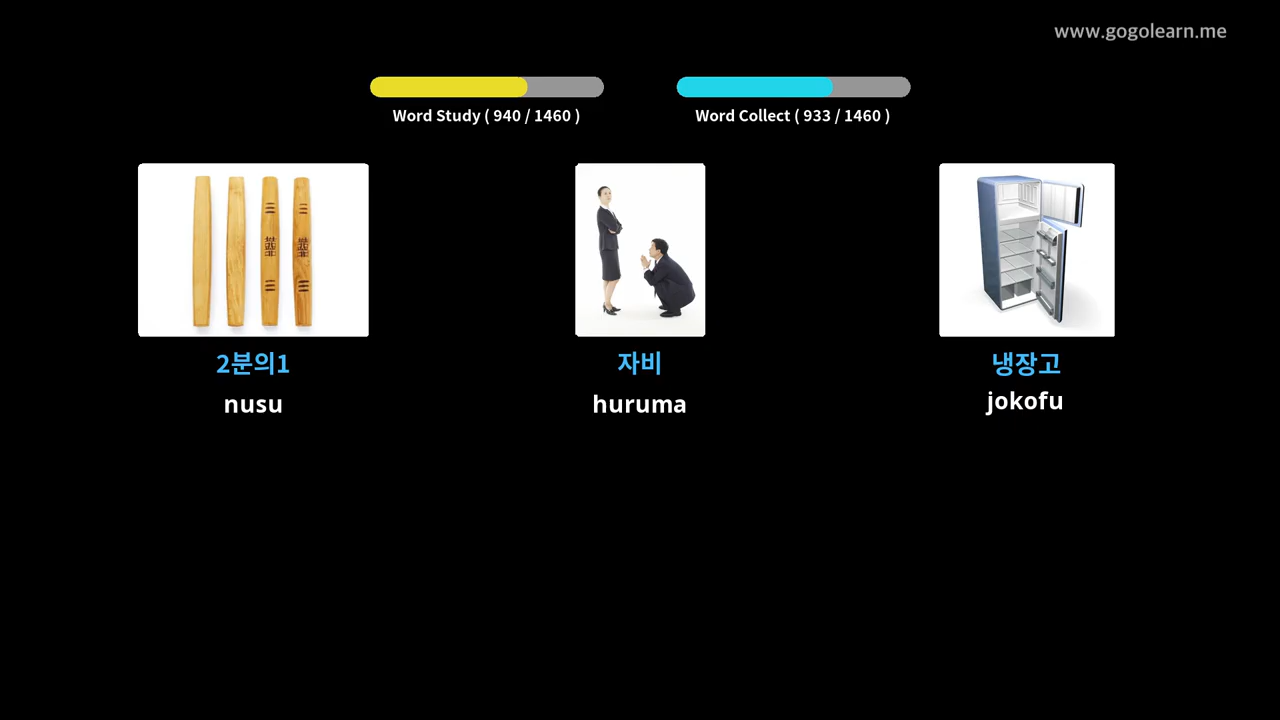 www.gogolearn.me
Word Study ( 940 / 1460 )
Word Collect ( 933 / 1460 )
2분의1
자비
냉장고
nusu
huruma
jokofu